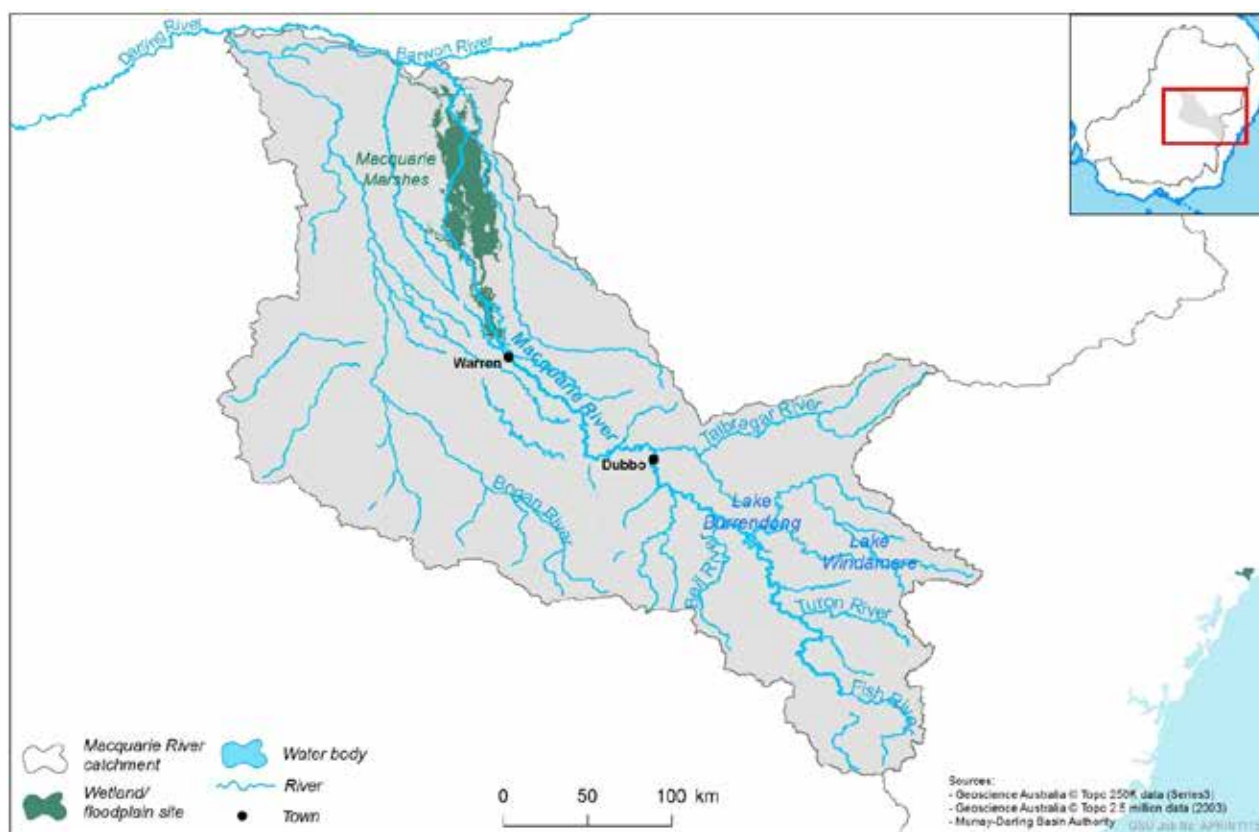 Darling River
Barwon River
Macquarie
Marshes
Macquarie River
Warren
Talbragar River
Dubbo
Bogan River
Lake
Burrendong
Lake
Windamere
Bell River
Turon River
Fish River
Macquarie River
catchment
Wetland/
floodplain site
Water body
River
Town
0 50 100 km
Sources:
- Geoscience Australia © Topo 250K data (Series3)
- Geoscience Australia © Topo 2.5 million data (2003)
- Murray-Darling Basin Authority